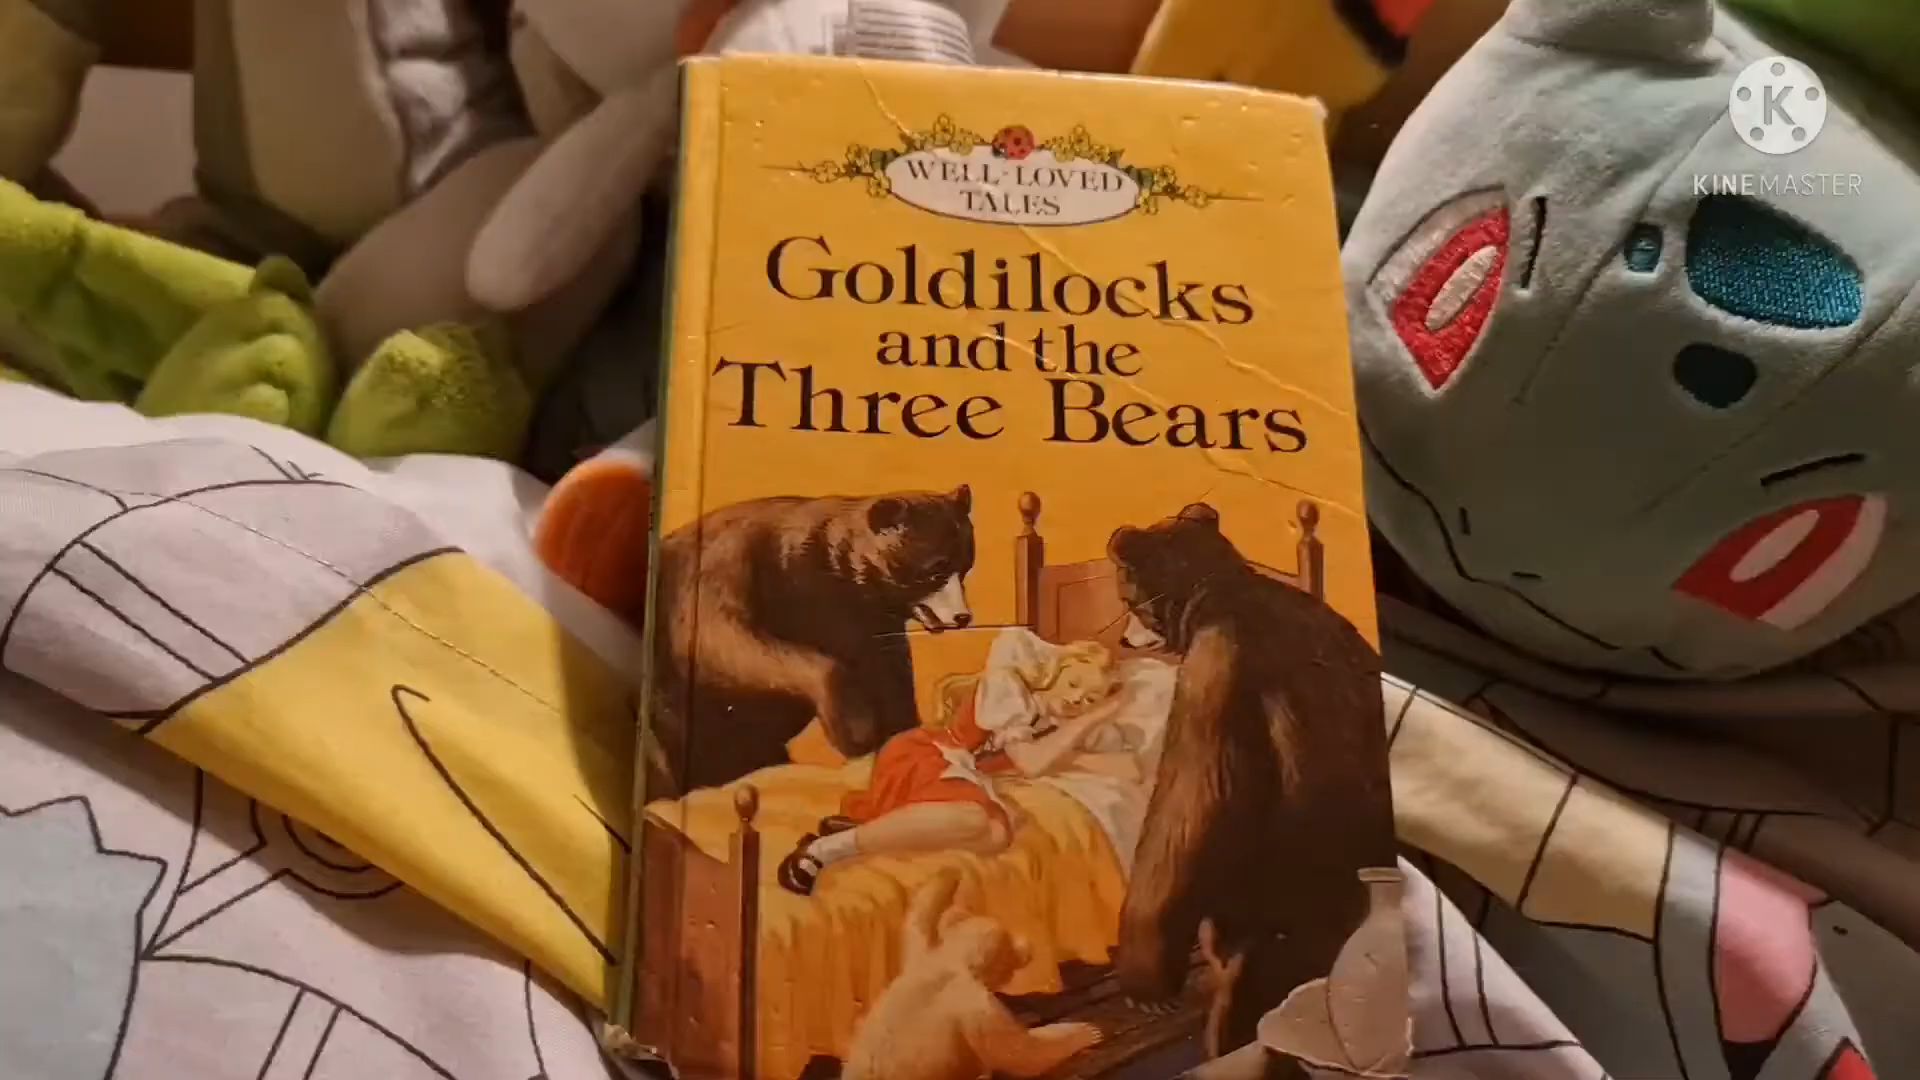 WELL-LOVED
TALES
Goldilocks
and the
Three Bears
K
KINEMASTER